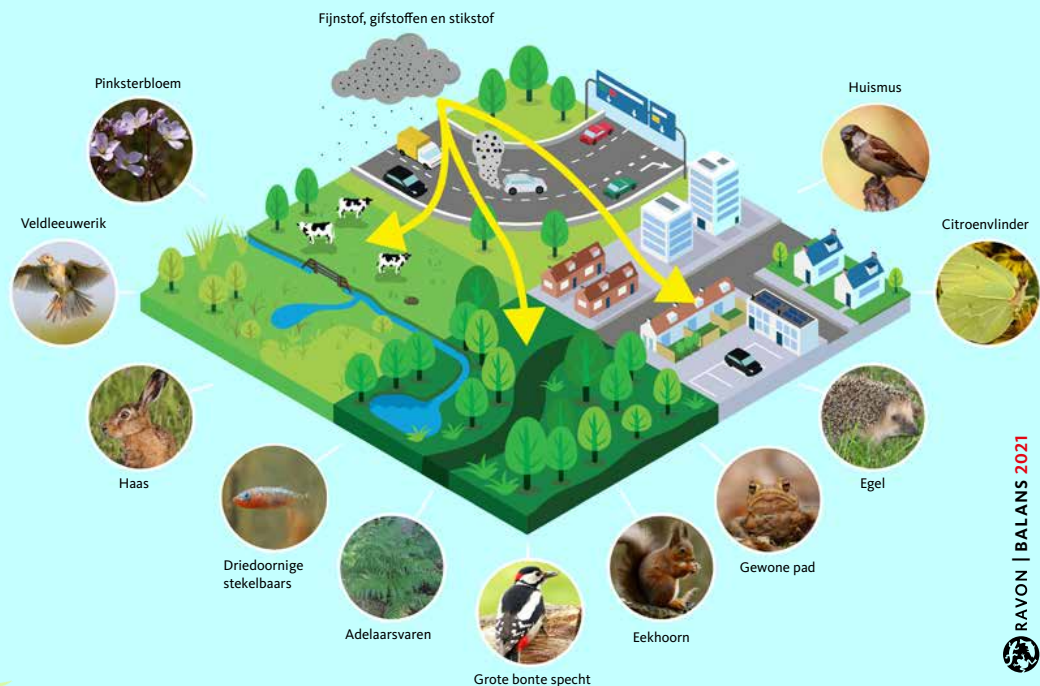 Fijnstof, gifstoffen en stikstof
Pinksterbloem
Huismus
Veldleeuwerik
Citroenvlinder
Haas
Egel
Driedoornige
stekelbaars
Gewone pad
Adelaarsvaren
Eekhoorn
Grote bonte specht
RAVON | BALANS 2021